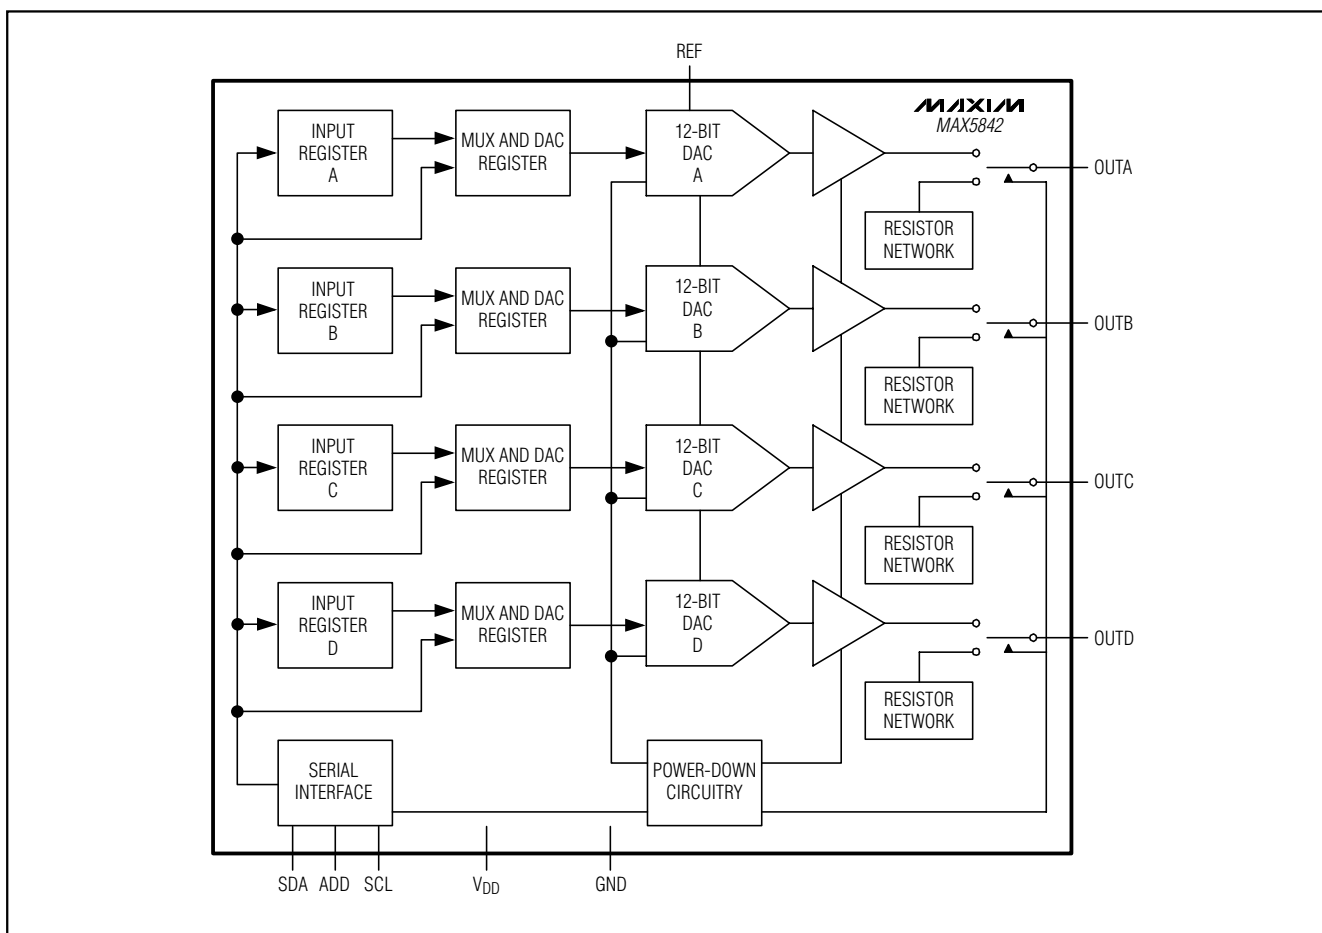 REF
MAXIM
MAX5842
INPUT
REGISTER
A
MUX AND DAC
REGISTER
12-BIT
DAC
A
OUTA
RESISTOR
NETWORK
INPUT
REGISTER
B
MUX AND DAC
REGISTER
12-BIT
DAC
B
OUTB
RESISTOR
NETWORK
INPUT
REGISTER
C
MUX AND DAC
REGISTER
12-BIT
DAC
C
OUTC
RESISTOR
NETWORK
INPUT
REGISTER
D
MUX AND DAC
REGISTER
12-BIT
DAC
D
OUTD
RESISTOR
NETWORK
SERIAL
INTERFACE
POWER-DOWN
CIRCUITRY
SDA ADD SCL VDD GND